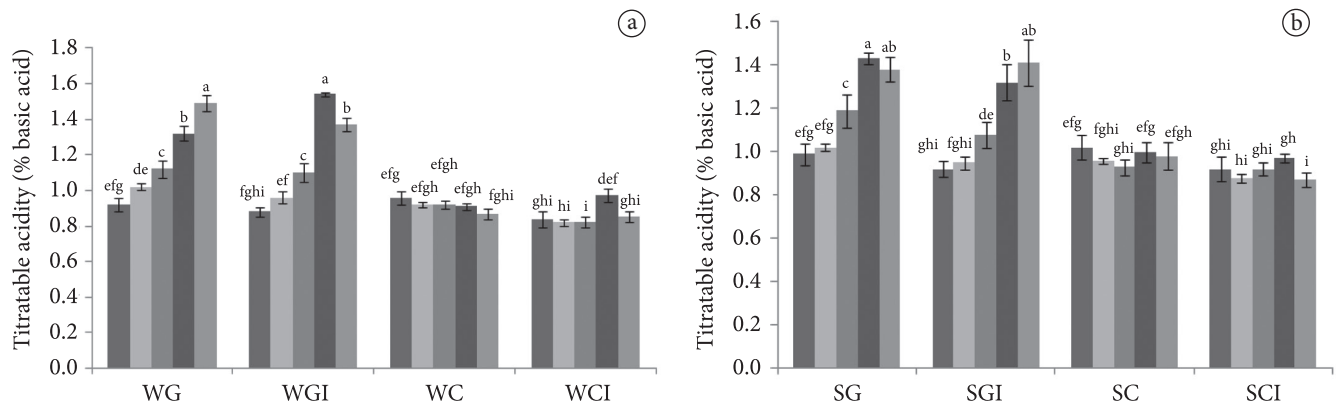 a
Titratable acidity (% basic acid)
1.8
1.6
1.4
1.2
1.0
0.8
0.6
0.4
0.2
0.0
efg de c b a
fghi ef c a b
efg efgh efgh efgh fghi
ghi hi i def ghi
WG WGI WC WCI
b
Titratable acidity (% basic acid)
1.6
1.4
1.2
1.0
0.8
0.6
0.4
0.2
0.0
efg efg c a ab
ghi fghi de b ab
efg fghi ghi efg efgh
ghi hi ghi gh i
SG SGI SC SCI